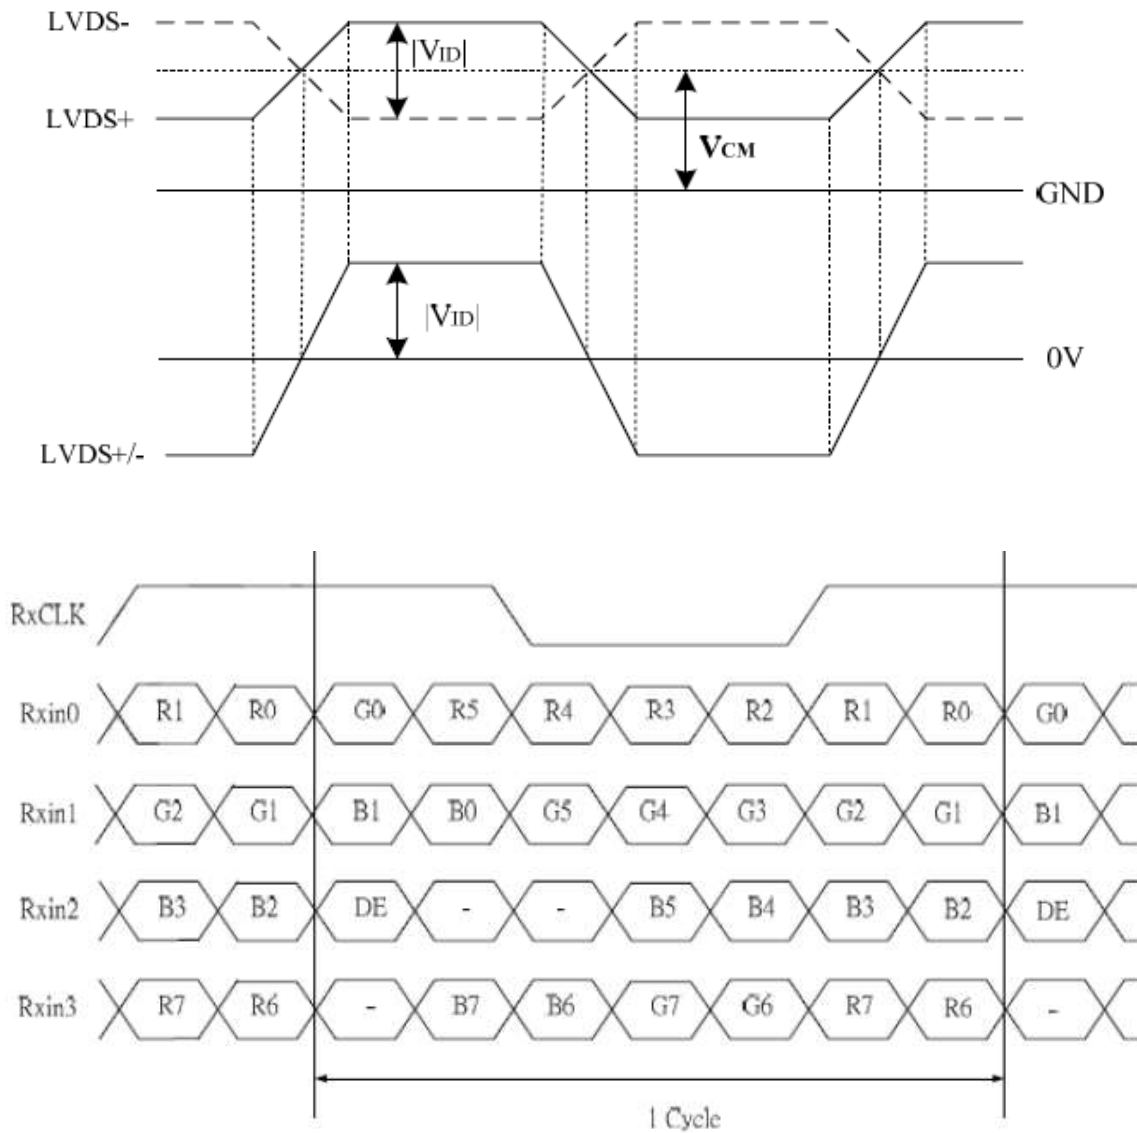 LVDS-
|VID|
LVDS+
VCM
GND
|VID|
0V
LVDS+/-
RxCLK
Rxin0 R1 R0 G0 R5 R4 R3 R2 R1 R0 G0
Rxin1 G2 G1 B1 B0 G5 G4 G3 G2 G1 B1
Rxin2 B3 B2 DE - - B5 B4 B3 B2 DE
Rxin3 R7 R6 - B7 B6 G7 G6 R7 R6 -
1 Cycle